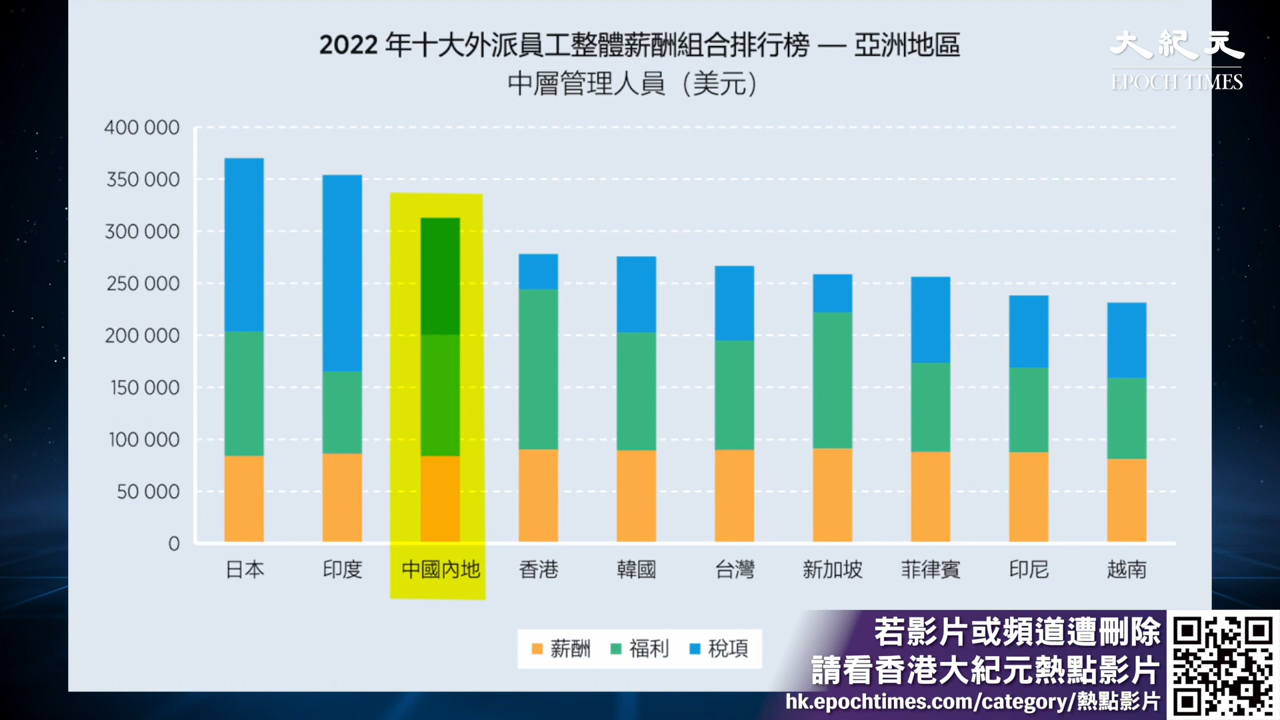 2022 年十大外派員工整體薪酬組合排行榜 — 亞洲地區
中層管理人員（美元）
大紀元
EPOCH TIMES
400 000
350 000
300 000
250 000
200 000
150 000
100 000
50 000
0
日本 印度 中國內地 香港 韓國 台灣 新加坡 菲律賓 印尼 越南
薪酬 福利 稅項
若影片或頻道遭刪除
請看香港大紀元熱點影片
hk.epochtimes.com/category/熱點影片